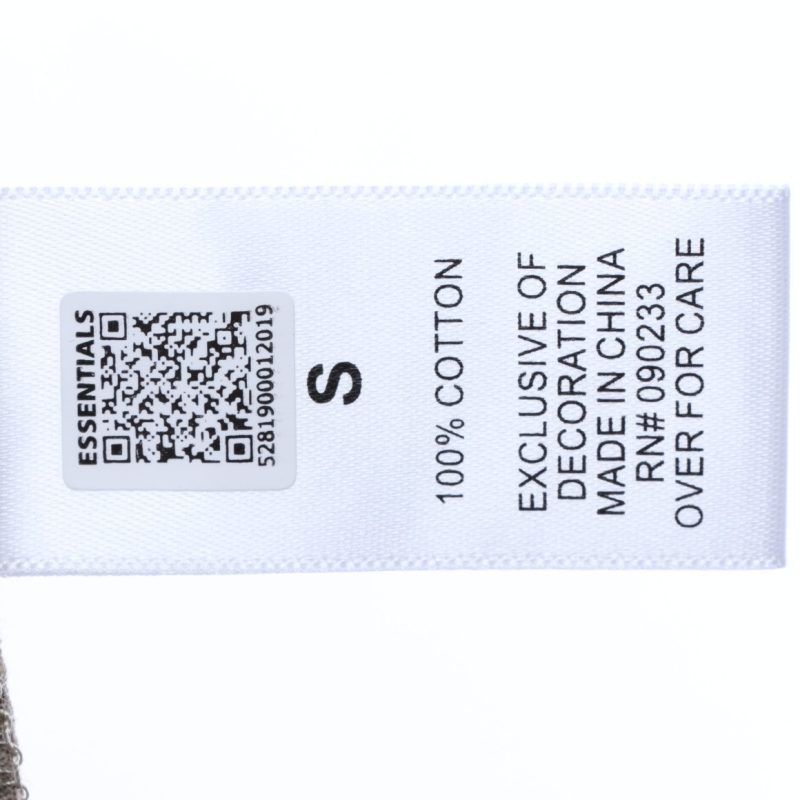 ESSENTIALS
5281900012019
S
100% COTTON
EXCLUSIVE OF
DECORATION
MADE IN CHINA
RN# 090233
OVER FOR CARE